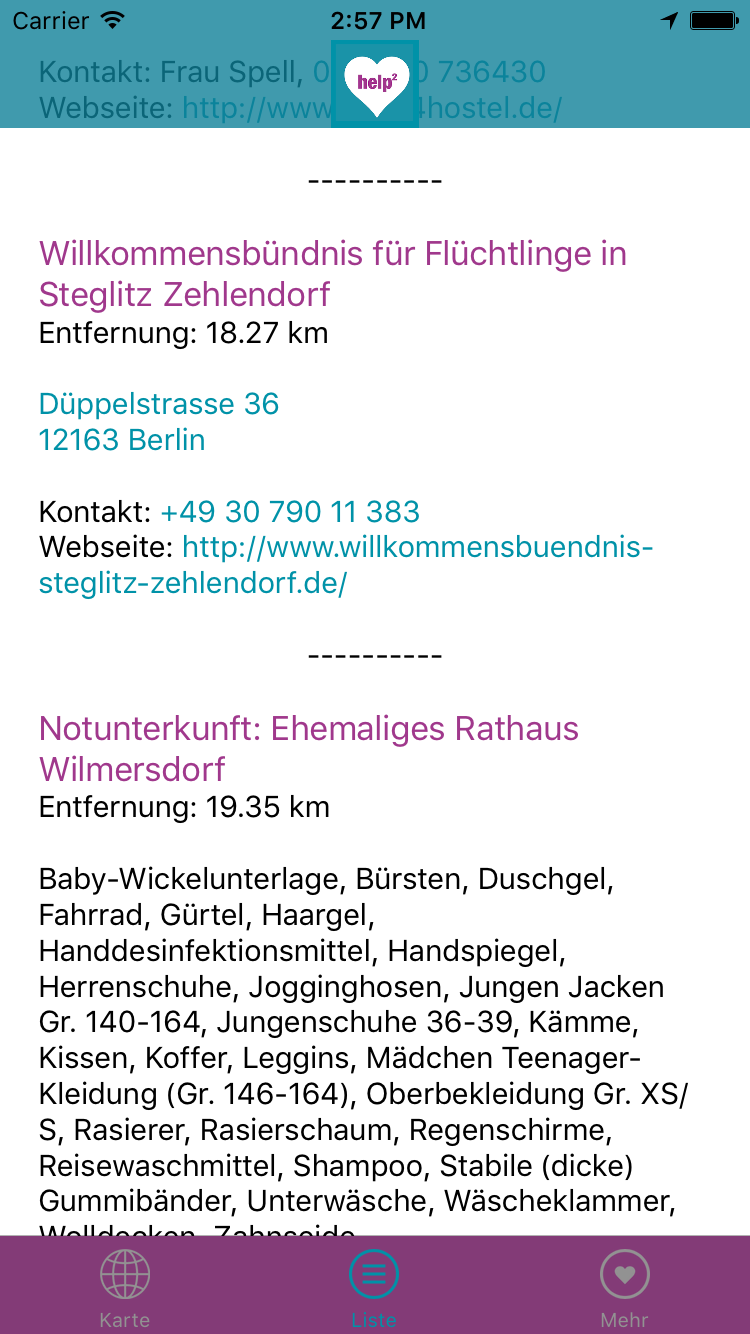 Carrier 2:57 PM
Kontakt: Frau Spell, 0 0 736430
help²
Webseite: http://www 4hostel.de/
----------
Willkommensbündnis für Flüchtlinge in
Steglitz Zehlendorf
Entfernung: 18.27 km
Düppelstrasse 36
12163 Berlin
Kontakt: +49 30 790 11 383
Webseite: http://www.willkommensbuendnis-
steglitz-zehlendorf.de/
----------
Notunterkunft: Ehemaliges Rathaus
Wilmersdorf
Entfernung: 19.35 km
Baby-Wickelunterlage, Bürsten, Duschgel,
Fahrrad, Gürtel, Haargel,
Handdesinfektionsmittel, Handspiegel,
Herrenschuhe, Jogginghosen, Jungen Jacken
Gr. 140-164, Jungenschuhe 36-39, Kämme,
Kissen, Koffer, Leggins, Mädchen Teenager-
Kleidung (Gr. 146-164), Oberbekleidung Gr. XS/
S, Rasierer, Rasierschaum, Regenschirme,
Reisewaschmittel, Shampoo, Stabile (dicke)
Gummibänder, Unterwäsche, Wäscheklammer,
Wolldecken, Zahnseide
Karte Liste Mehr